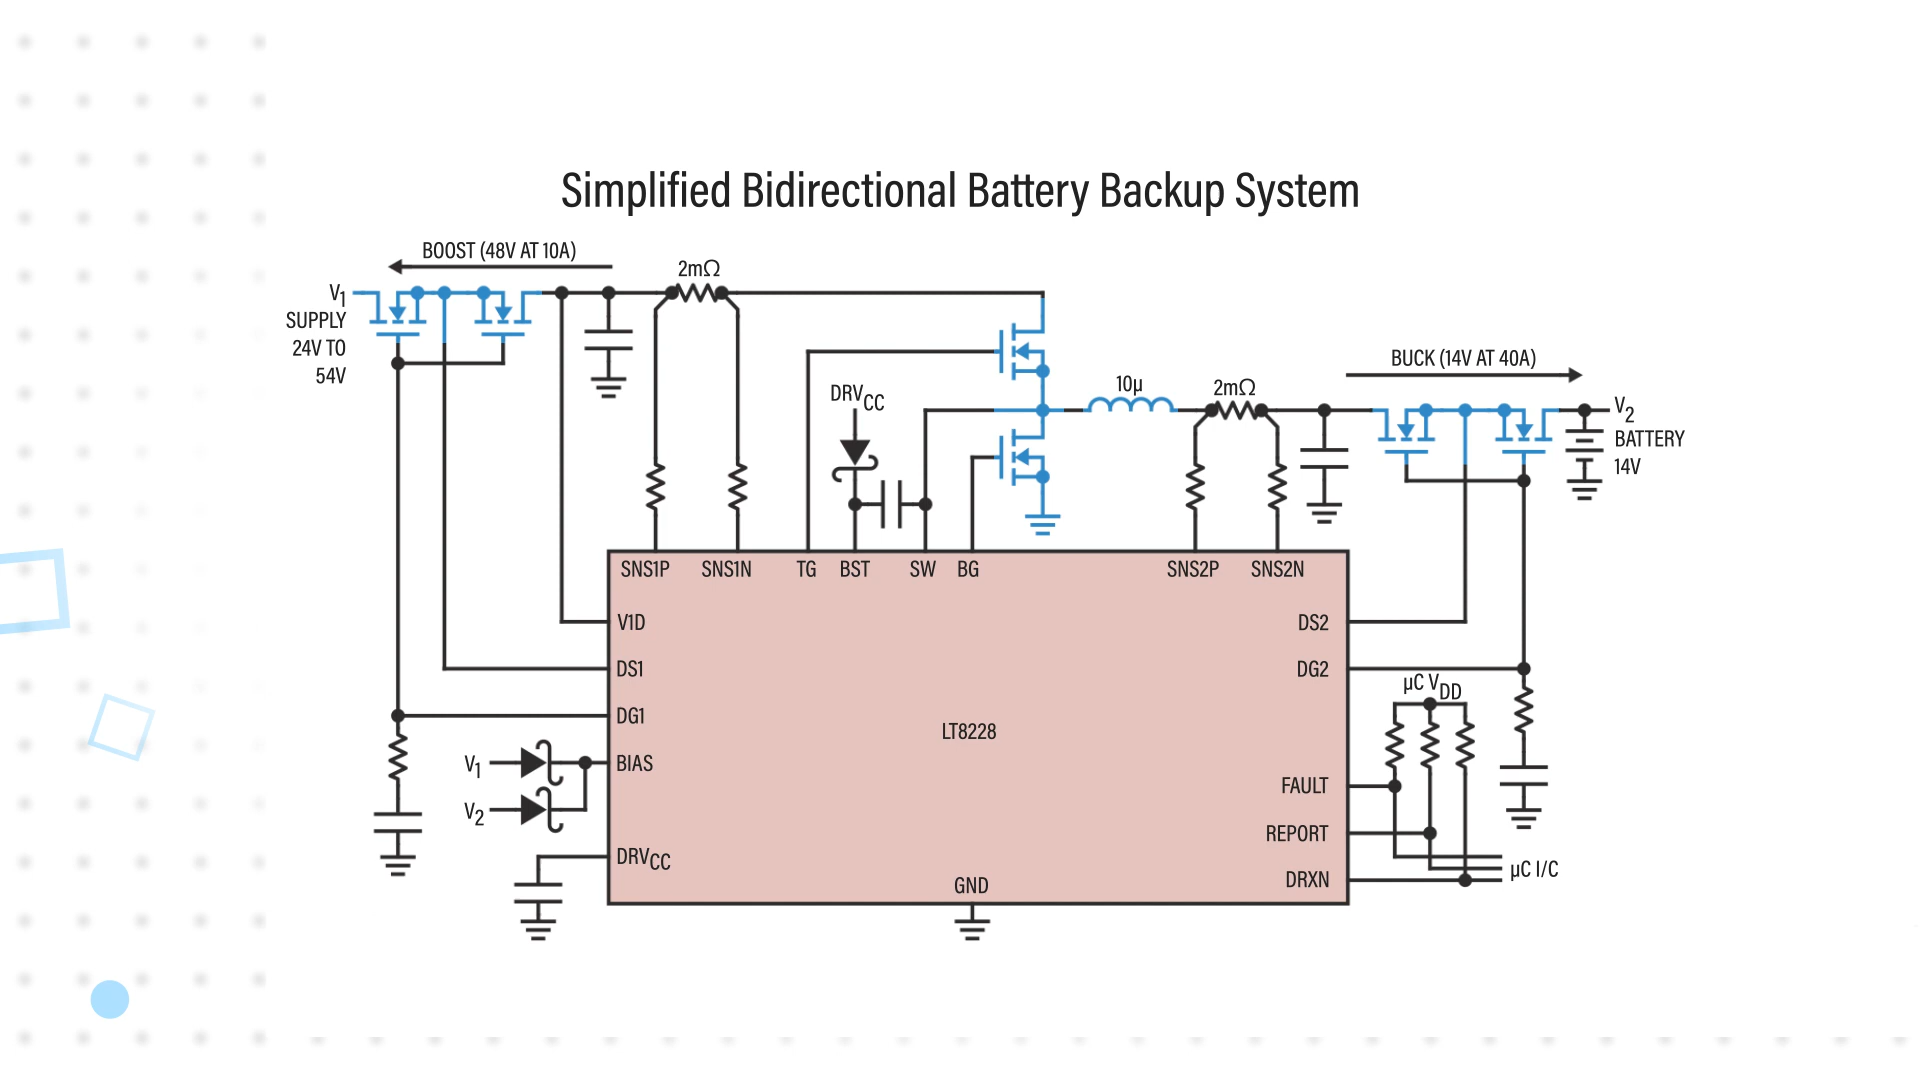 Simplified Bidirectional Battery Backup System
BOOST (48V AT 10A)
2mΩ
V1
SUPPLY
24V TO
54V
BUCK (14V AT 40A)
10µ
2mΩ
DRVCC
V2
BATTERY
14V
SNS1P SNS1N TG BST SW BG SNS2P SNS2N
V1D
DS2
DS1
DG2
µC VDD
DG1
LT8228
V1
BIAS
FAULT
V2
REPORT
DRVCC
µC I/C
GND
DRXN